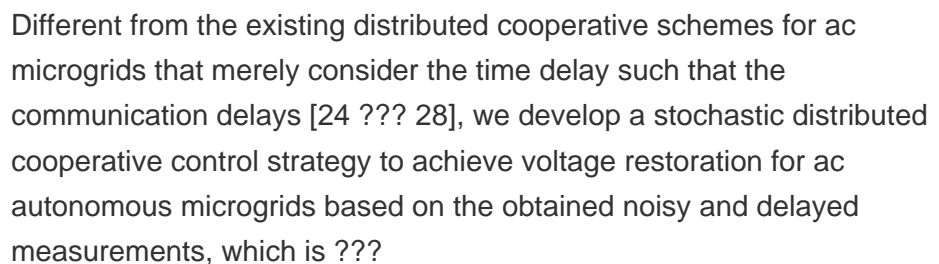 Different from the existing distributed cooperative schemes for ac
microgrids that merely consider the time delay such that the
communication delays [24 ??? 28], we develop a stochastic distributed
cooperative control strategy to achieve voltage restoration for ac
autonomous microgrids based on the obtained noisy and delayed
measurements, which is ???